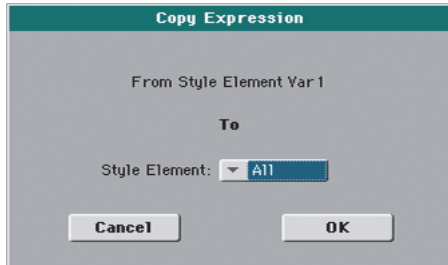 Copy Expression
From Style Element Var1
To
Style Element: All
Cancel OK